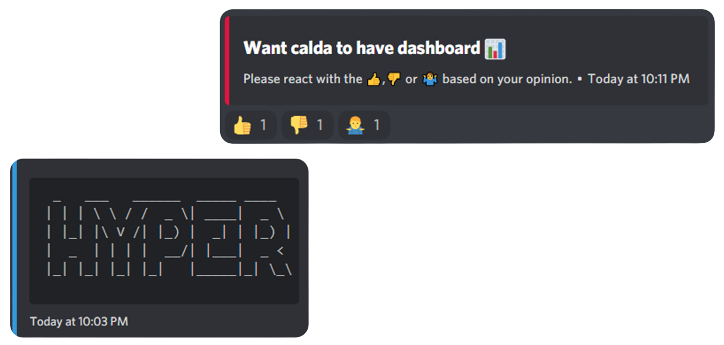 Want calda to have dashboard 📊
Please react with the 👍,👎 or 🤷 based on your opinion. • Today at 10:11 PM
👍 1 👎 1 🤷‍♂️ 1
HYPER
Today at 10:03 PM